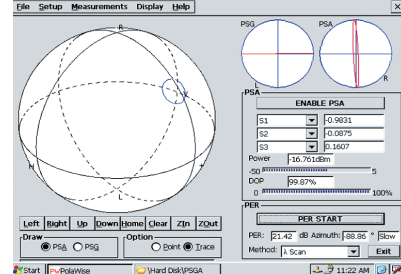 File Setup Measurements Display Help
PSG PSA
R
L
R
PSA
ENABLE PSA
S1 -0.9831
S2 -0.0875
S3 0.1607
Power -16.761dBm
-50 5
DOP 99.87%
0 100%
PER
PER START
PER: 21.42 dB Azimuth: -88.86 ° Slow
Method: λ Scan Exit
R
V
H
+
L
Left Right Up Down Home Clear ZIn ZOut
Draw Option
PSA PSG Point Trace
Start PolaWise \Hard Disk\PSGA 11:22 AM